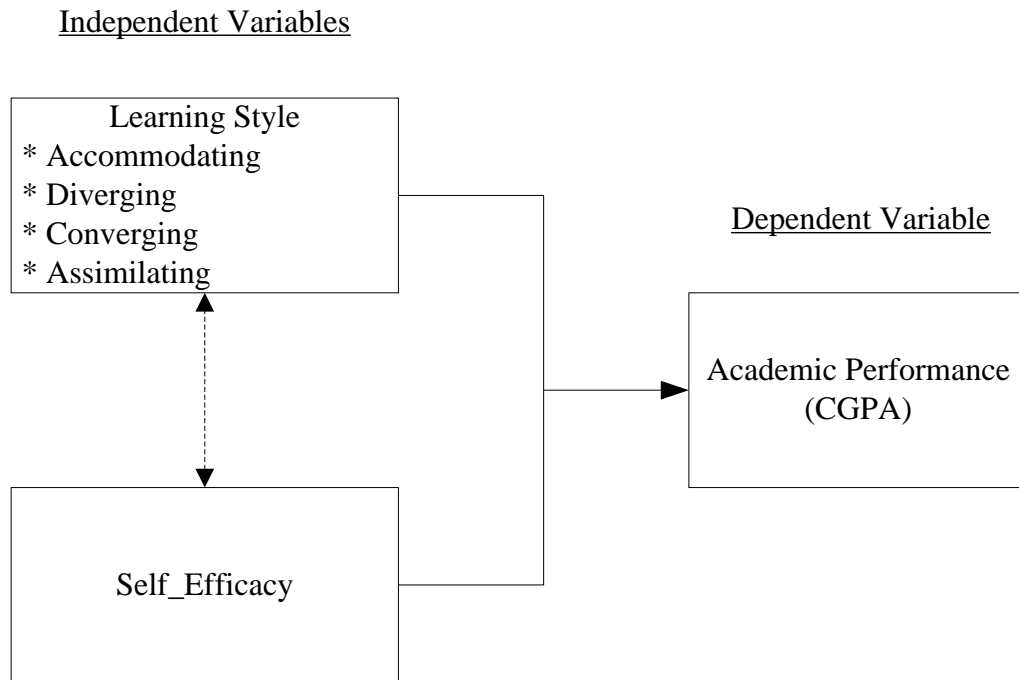 Independent Variables
Learning Style
* Accommodating
* Diverging
* Converging
* Assimilating
Dependent Variable
Academic Performance
(CGPA)
Self_Efficacy